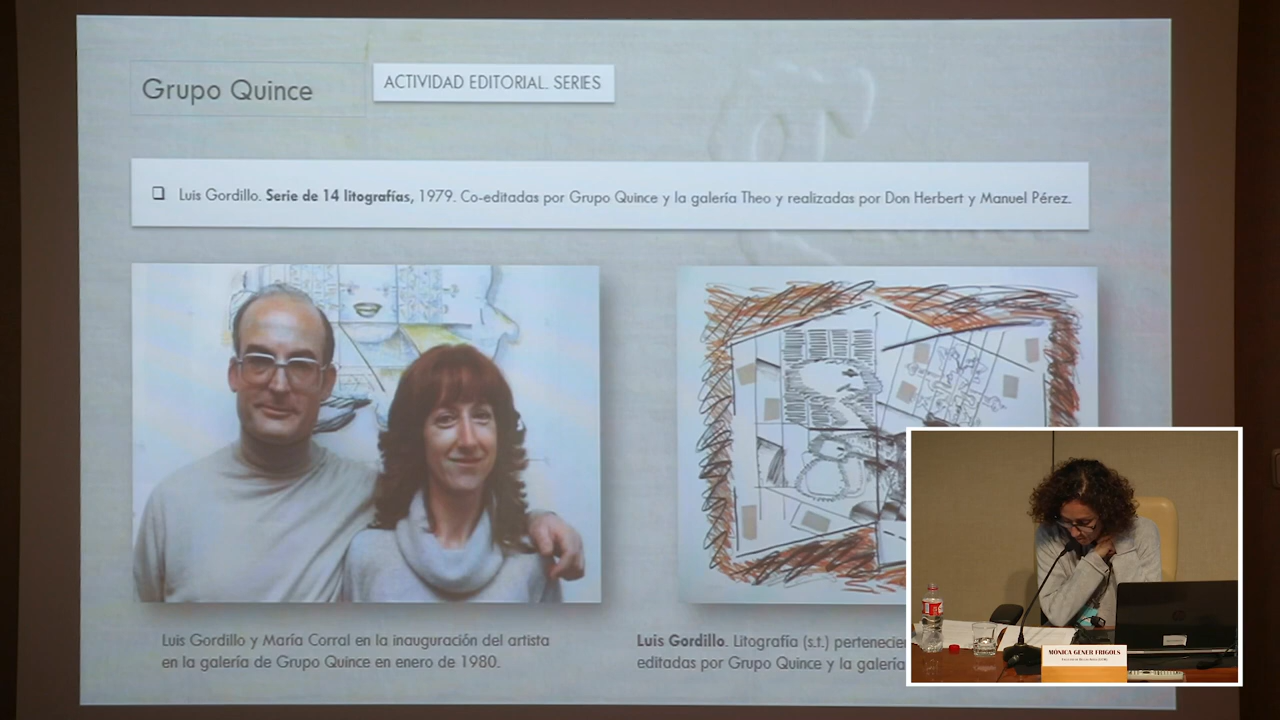 Grupo Quince
ACTIVIDAD EDITORIAL. SERIES
❑ Luis Gordillo. Serie de 14 litografías, 1979. Co-editadas por Grupo Quince y la galería Theo y realizadas por Don Herbert y Manuel Pérez.
Luis Gordillo y María Corral en la inauguración del artista
en la galería de Grupo Quince en enero de 1980.
Luis Gordillo. Litografía (s.t.) pertenecien
editadas por Grupo Quince y la galería
MÓNICA GENER FRIGOLS